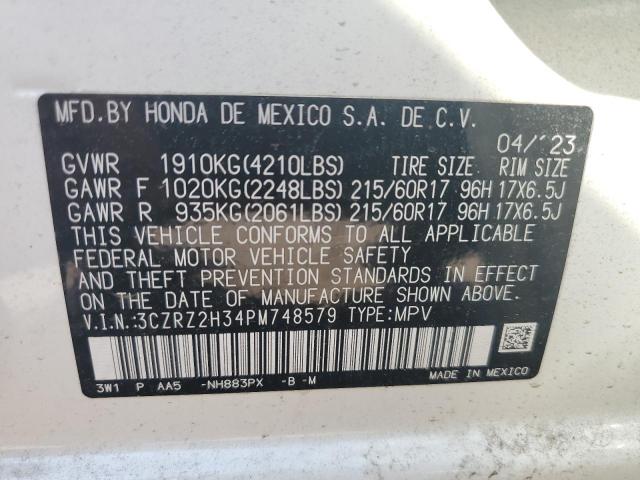 MFD.BY HONDA DE MEXICO S.A. DE C.V.
04/'23
GVWR 1910KG(4210LBS) TIRE SIZE RIM SIZE
GAWR F 1020KG(2248LBS) 215/60R17 96H 17X6.5J
GAWR R 935KG(2061LBS) 215/60R17 96H 17X6.5J
THIS VEHICLE CONFORMS TO ALL APPLICABLE
FEDERAL MOTOR VEHICLE SAFETY
AND THEFT PREVENTION STANDARDS IN EFFECT
ON THE DATE OF MANUFACTURE SHOWN ABOVE.
V.I.N.:3CZRZ2H34PM748579 TYPE:MPV
3W1 P AA5 -NH883PX -B -M
MADE IN MEXICO